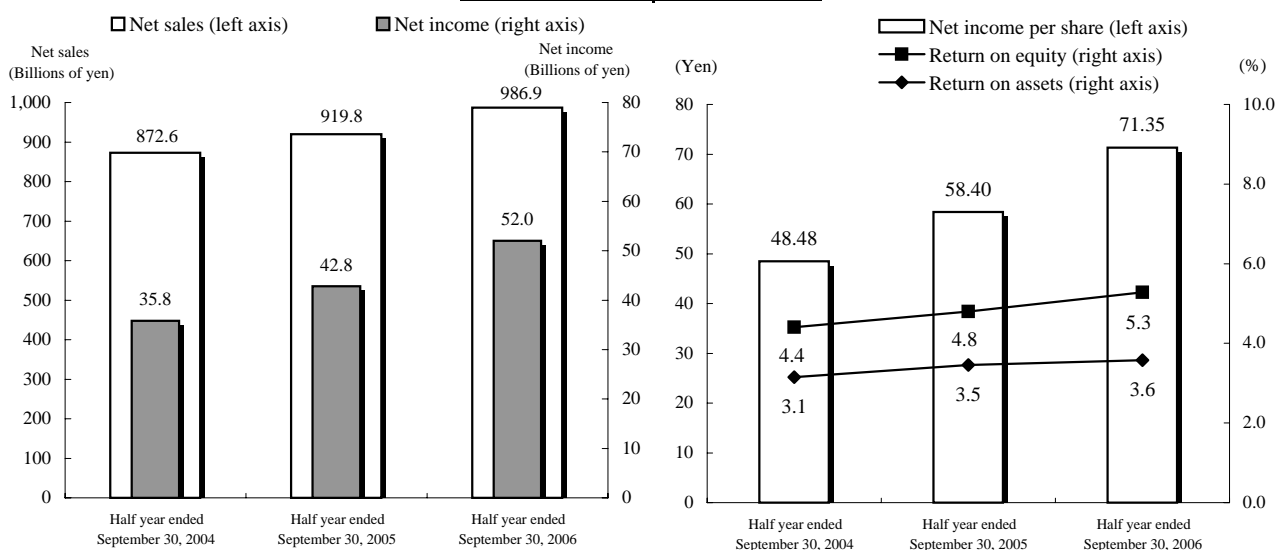 Net sales (left axis)
Net income (right axis)
Net sales
(Billions of yen)
Net income
(Billions of yen)
1,000
900
800
700
600
500
400
300
200
100
0
872.6
919.8
986.9
35.8
42.8
52.0
80
70
60
50
40
30
20
10
0
Half year ended
September 30, 2004
Half year ended
September 30, 2005
Half year ended
September 30, 2006
Net income per share (left axis)
Return on equity (right axis)
Return on assets (right axis)
(Yen)
(%)
80
70
60
50
40
30
20
10
0
48.48
58.40
71.35
4.4
4.8
5.3
3.1
3.5
3.6
10.0
8.0
6.0
4.0
2.0
0.0
Half year ended
September 30, 2004
Half year ended
September 30, 2005
Half year ended
September 30, 2006